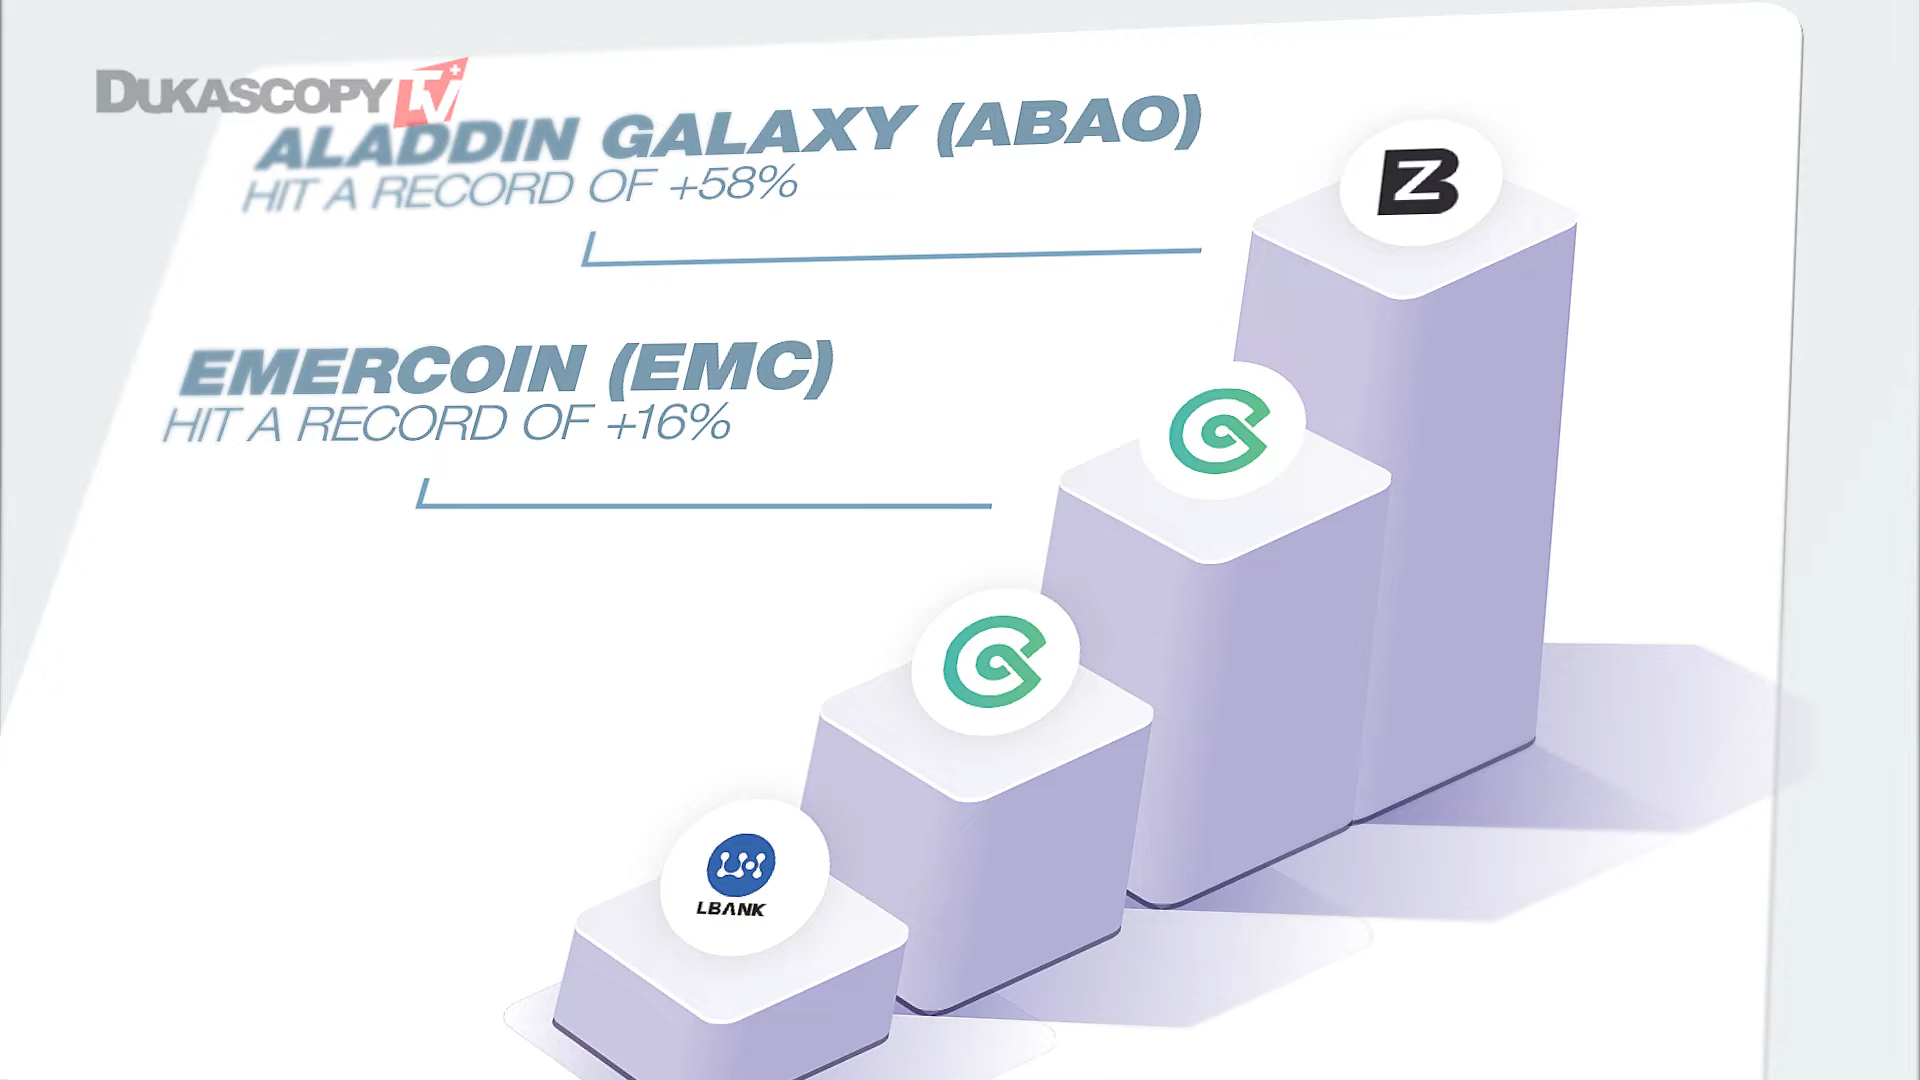 DUKASCOPY TV
ALADDIN GALAXY (ABAO)
HIT A RECORD OF +58%
EMERCOIN (EMC)
HIT A RECORD OF +16%
LBANK